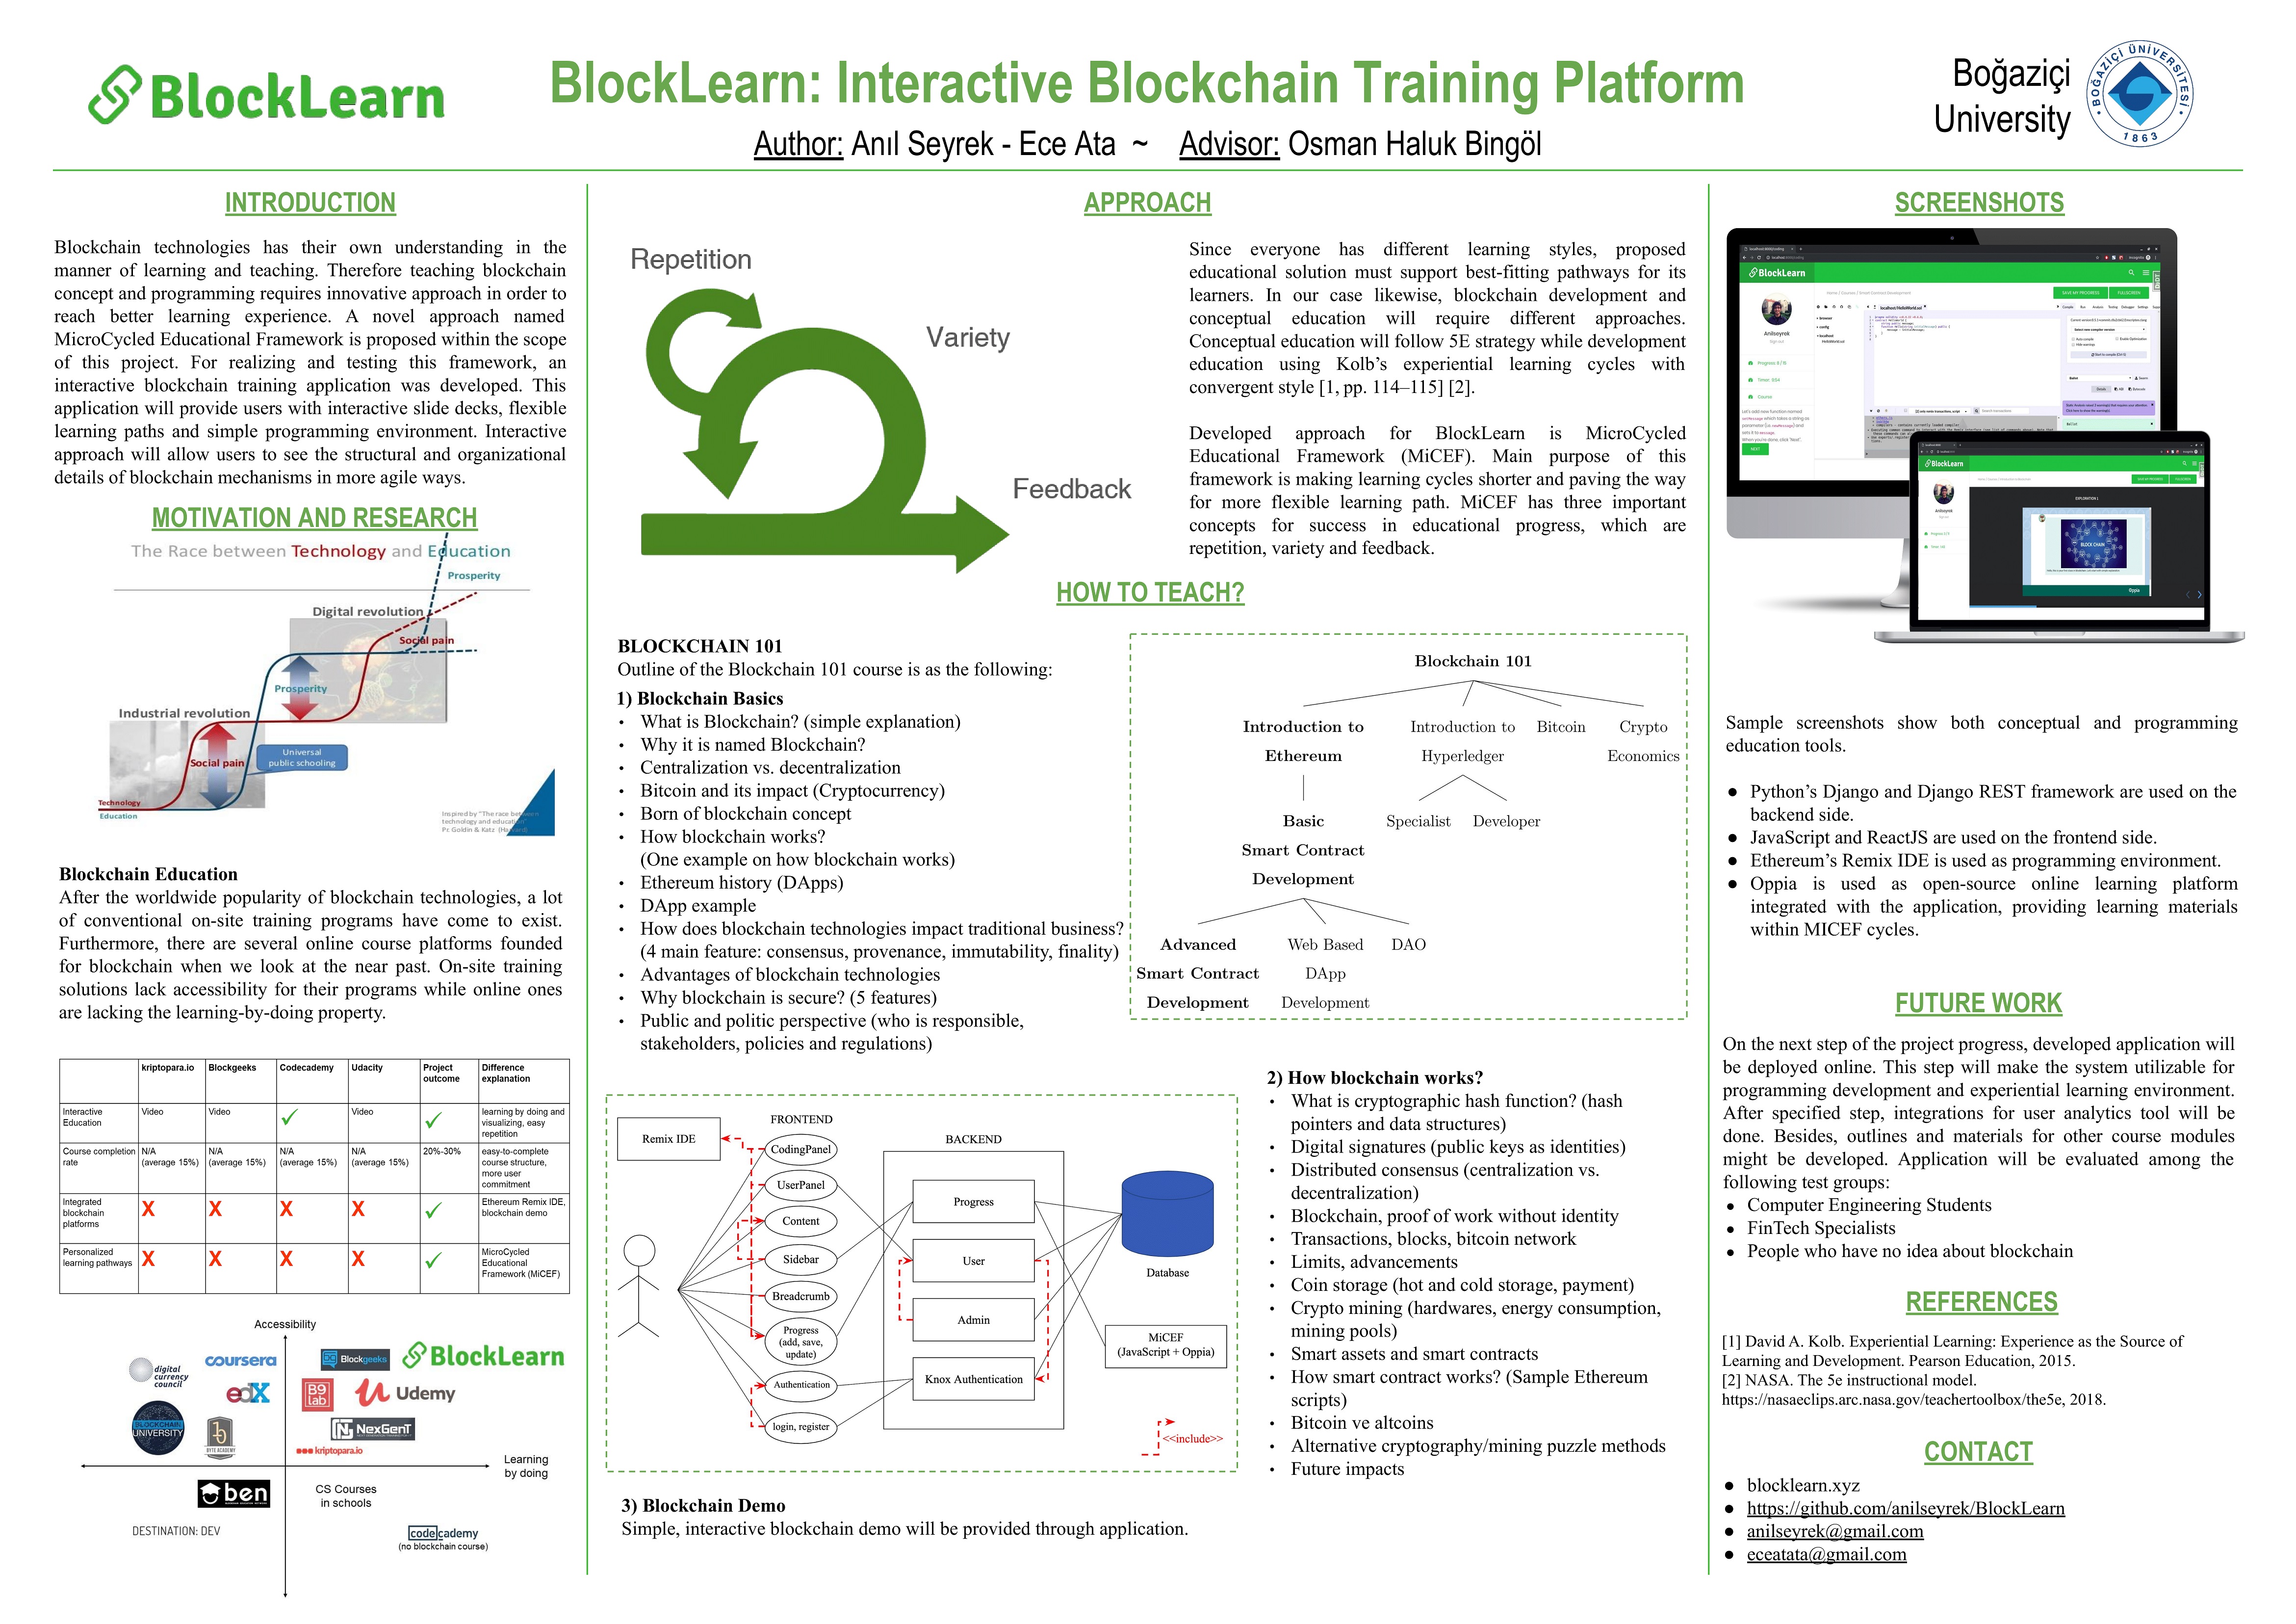 BlockLearn
BlockLearn: Interactive Blockchain Training Platform
Author: Anıl Seyrek - Ece Ata ~ Advisor: Osman Haluk Bingöl
Boğaziçi
University
BOĞAZİÇİ ÜNİVERSİTESİ
1863
INTRODUCTION
Blockchain technologies has their own understanding in the
manner of learning and teaching. Therefore teaching blockchain
concept and programming requires innovative approach in order to
reach better learning experience. A novel approach named
MicroCycled Educational Framework is proposed within the scope
of this project. For realizing and testing this framework, an
interactive blockchain training application was developed. This
application will provide users with interactive slide decks, flexible
learning paths and simple programming environment. Interactive
approach will allow users to see the structural and organizational
details of blockchain mechanisms in more agile ways.
MOTIVATION AND RESEARCH
The Race between Technology and Education
Prosperity
Digital revolution
Social pain
Prosperity
Industrial revolution
Social pain
Universal
public schooling
Technology
Education
Inspired by "The race between
technology and education"
Pr. Goldin & Katz (Harvard)
Blockchain Education
After the worldwide popularity of blockchain technologies, a lot
of conventional on-site training programs have come to exist.
Furthermore, there are several online course platforms founded
for blockchain when we look at the near past. On-site training
solutions lack accessibility for their programs while online ones
are lacking the learning-by-doing property.
kriptopara.io Blockgeeks Codecademy Udacity Project outcome Difference explanation
Interactive Education Video Video ✓ Video ✓ learning by doing and visualizing, easy repetition
Course completion rate N/A (average 15%) N/A (average 15%) N/A (average 15%) N/A (average 15%) 20%-30% easy-to-complete course structure, more user commitment
Integrated blockchain platforms X X X X ✓ Ethereum Remix IDE, blockchain demo
Personalized learning pathways X X X X ✓ MicroCycled Educational Framework (MiCEF)
Accessibility
digital
currency
council
coursera
Blockgeeks
BlockLearn
edX
B9
lab
Udemy
BLOCKCHAIN
UNIVERSITY
BYTE ACADEMY
NexGenT
kriptopara.io
Learning
by doing
ben
CS Courses
in schools
DESTINATION: DEV
codecademy
(no blockchain course)
APPROACH
Repetition
Variety
Feedback
Since everyone has different learning styles, proposed
educational solution must support best-fitting pathways for its
learners. In our case likewise, blockchain development and
conceptual education will require different approaches.
Conceptual education will follow 5E strategy while development
education using Kolb’s experiential learning cycles with
convergent style [1, pp. 114–115] [2].
Developed approach for BlockLearn is MicroCycled
Educational Framework (MiCEF). Main purpose of this
framework is making learning cycles shorter and paving the way
for more flexible learning path. MiCEF has three important
concepts for success in educational progress, which are
repetition, variety and feedback.
HOW TO TEACH?
BLOCKCHAIN 101
Outline of the Blockchain 101 course is as the following:
1) Blockchain Basics
• What is Blockchain? (simple explanation)
• Why it is named Blockchain?
• Centralization vs. decentralization
• Bitcoin and its impact (Cryptocurrency)
• Born of blockchain concept
• How blockchain works?
(One example on how blockchain works)
• Ethereum history (DApps)
• DApp example
• How does blockchain technologies impact traditional business?
(4 main feature: consensus, provenance, immutability, finality)
• Advantages of blockchain technologies
• Why blockchain is secure? (5 features)
• Public and politic perspective (who is responsible,
stakeholders, policies and regulations)
Blockchain 101
Introduction to Introduction to Bitcoin Crypto
Ethereum Hyperledger Economics
Basic Specialist Developer
Smart Contract
Development
Advanced Web Based DAO
Smart Contract DApp
Development Development
FRONTEND
Remix IDE
BACKEND
CodingPanel
UserPanel
Content
Sidebar
Breadcrumb
Progress
(add, save,
update)
Authentication
login, register
Progress
User
Admin
Knox Authentication
Database
MiCEF
(JavaScript + Oppia)
<<include>>
2) How blockchain works?
• What is cryptographic hash function? (hash
pointers and data structures)
• Digital signatures (public keys as identities)
• Distributed consensus (centralization vs.
decentralization)
• Blockchain, proof of work without identity
• Transactions, blocks, bitcoin network
• Limits, advancements
• Coin storage (hot and cold storage, payment)
• Crypto mining (hardwares, energy consumption,
mining pools)
• Smart assets and smart contracts
• How smart contract works? (Sample Ethereum
scripts)
• Bitcoin ve altcoins
• Alternative cryptography/mining puzzle methods
• Future impacts
3) Blockchain Demo
Simple, interactive blockchain demo will be provided through application.
SCREENSHOTS
BlockLearn
SAVE MY PROGRESS FULLSCREEN
Anilseyrek
Course
NEXT
BlockLearn
EXPLORATION 1
Anilseyrek
BLOCK CHAIN
Oppia
Sample screenshots show both conceptual and programming
education tools.
● Python’s Django and Django REST framework are used on the
backend side.
● JavaScript and ReactJS are used on the frontend side.
● Ethereum’s Remix IDE is used as programming environment.
● Oppia is used as open-source online learning platform
integrated with the application, providing learning materials
within MICEF cycles.
FUTURE WORK
On the next step of the project progress, developed application will
be deployed online. This step will make the system utilizable for
programming development and experiential learning environment.
After specified step, integrations for user analytics tool will be
done. Besides, outlines and materials for other course modules
might be developed. Application will be evaluated among the
following test groups:
● Computer Engineering Students
● FinTech Specialists
● People who have no idea about blockchain
REFERENCES
[1] David A. Kolb. Experiential Learning: Experience as the Source of
Learning and Development. Pearson Education, 2015.
[2] NASA. The 5e instructional model.
https://nasaeclips.arc.nasa.gov/teachertoolbox/the5e, 2018.
CONTACT
● blocklearn.xyz
● https://github.com/anilseyrek/BlockLearn
● anilseyrek@gmail.com
● eceatata@gmail.com